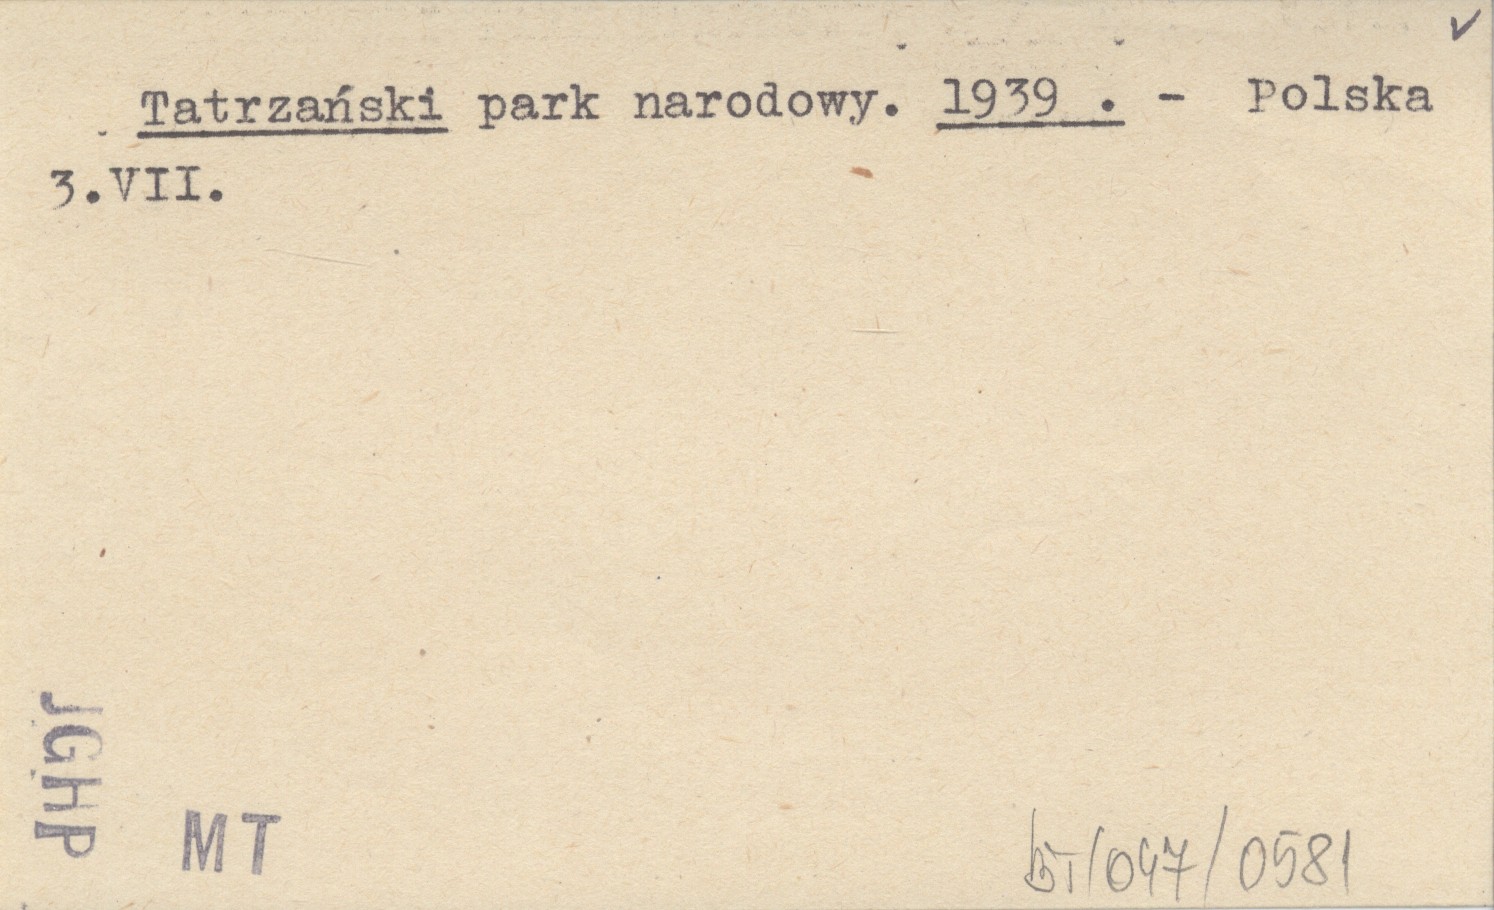 Tatrzański park narodowy. 1939 . - Polska
3.VII.
JGHP
MT
BT/047/0581